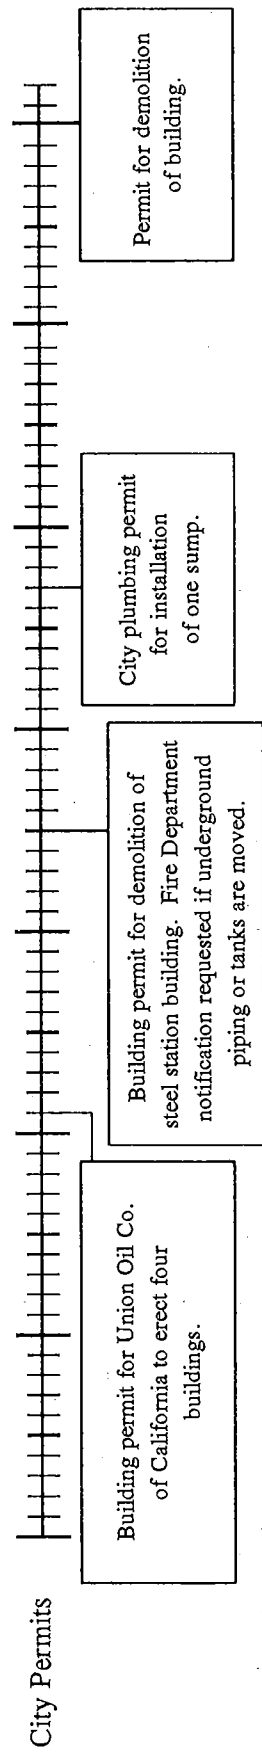 City Permits
Building permit for Union Oil Co.
of California to erect four
buildings.
Building permit for demolition of
steel station building. Fire Department
notification requested if underground
piping or tanks are moved.
City plumbing permit
for installation
of one sump.
Permit for demolition
of building.